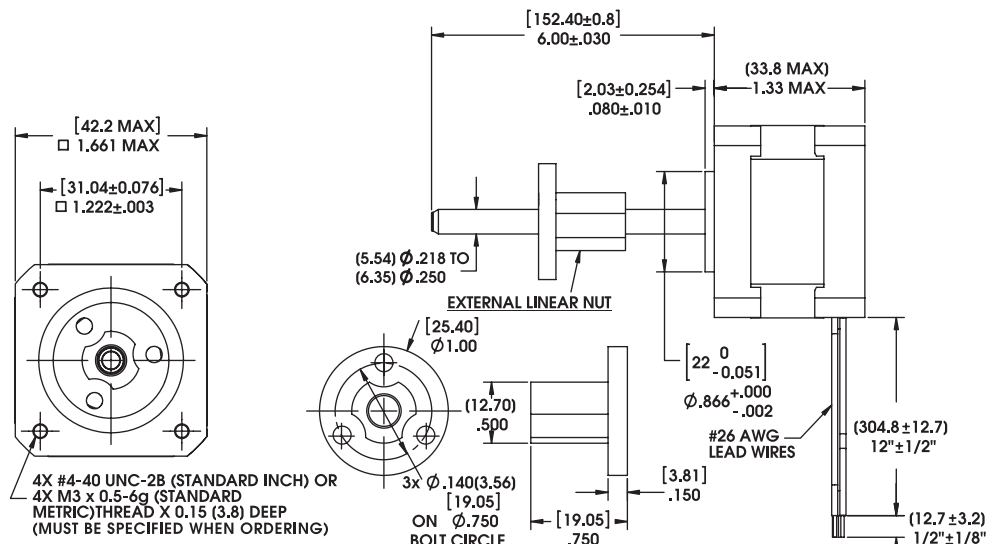 [152.40±0.8]
6.00±.030
(33.8 MAX)
1.33 MAX
[2.03±0.254]
.080±.010
[42.2 MAX]
□ 1.661 MAX
[31.04±0.076]
□ 1.222±.003
(5.54) Ø .218 TO
(6.35) Ø .250
EXTERNAL LINEAR NUT
[25.40]
Ø1.00
[22 0 -0.051]
Ø.866 +.000 -.002
(12.70)
.500
#26 AWG
LEAD WIRES
(304.8±12.7)
12"±1/2"
4X #4-40 UNC-2B (STANDARD INCH) OR
4X M3 x 0.5-6g (STANDARD
METRIC)THREAD X 0.15 (3.8) DEEP
(MUST BE SPECIFIED WHEN ORDERING)
3x Ø.140(3.56)
[19.05]
ON Ø.750
BOLT CIRCLE
[3.81]
.150
[19.05]
.750
(12.7±3.2)
1/2"±1/8"